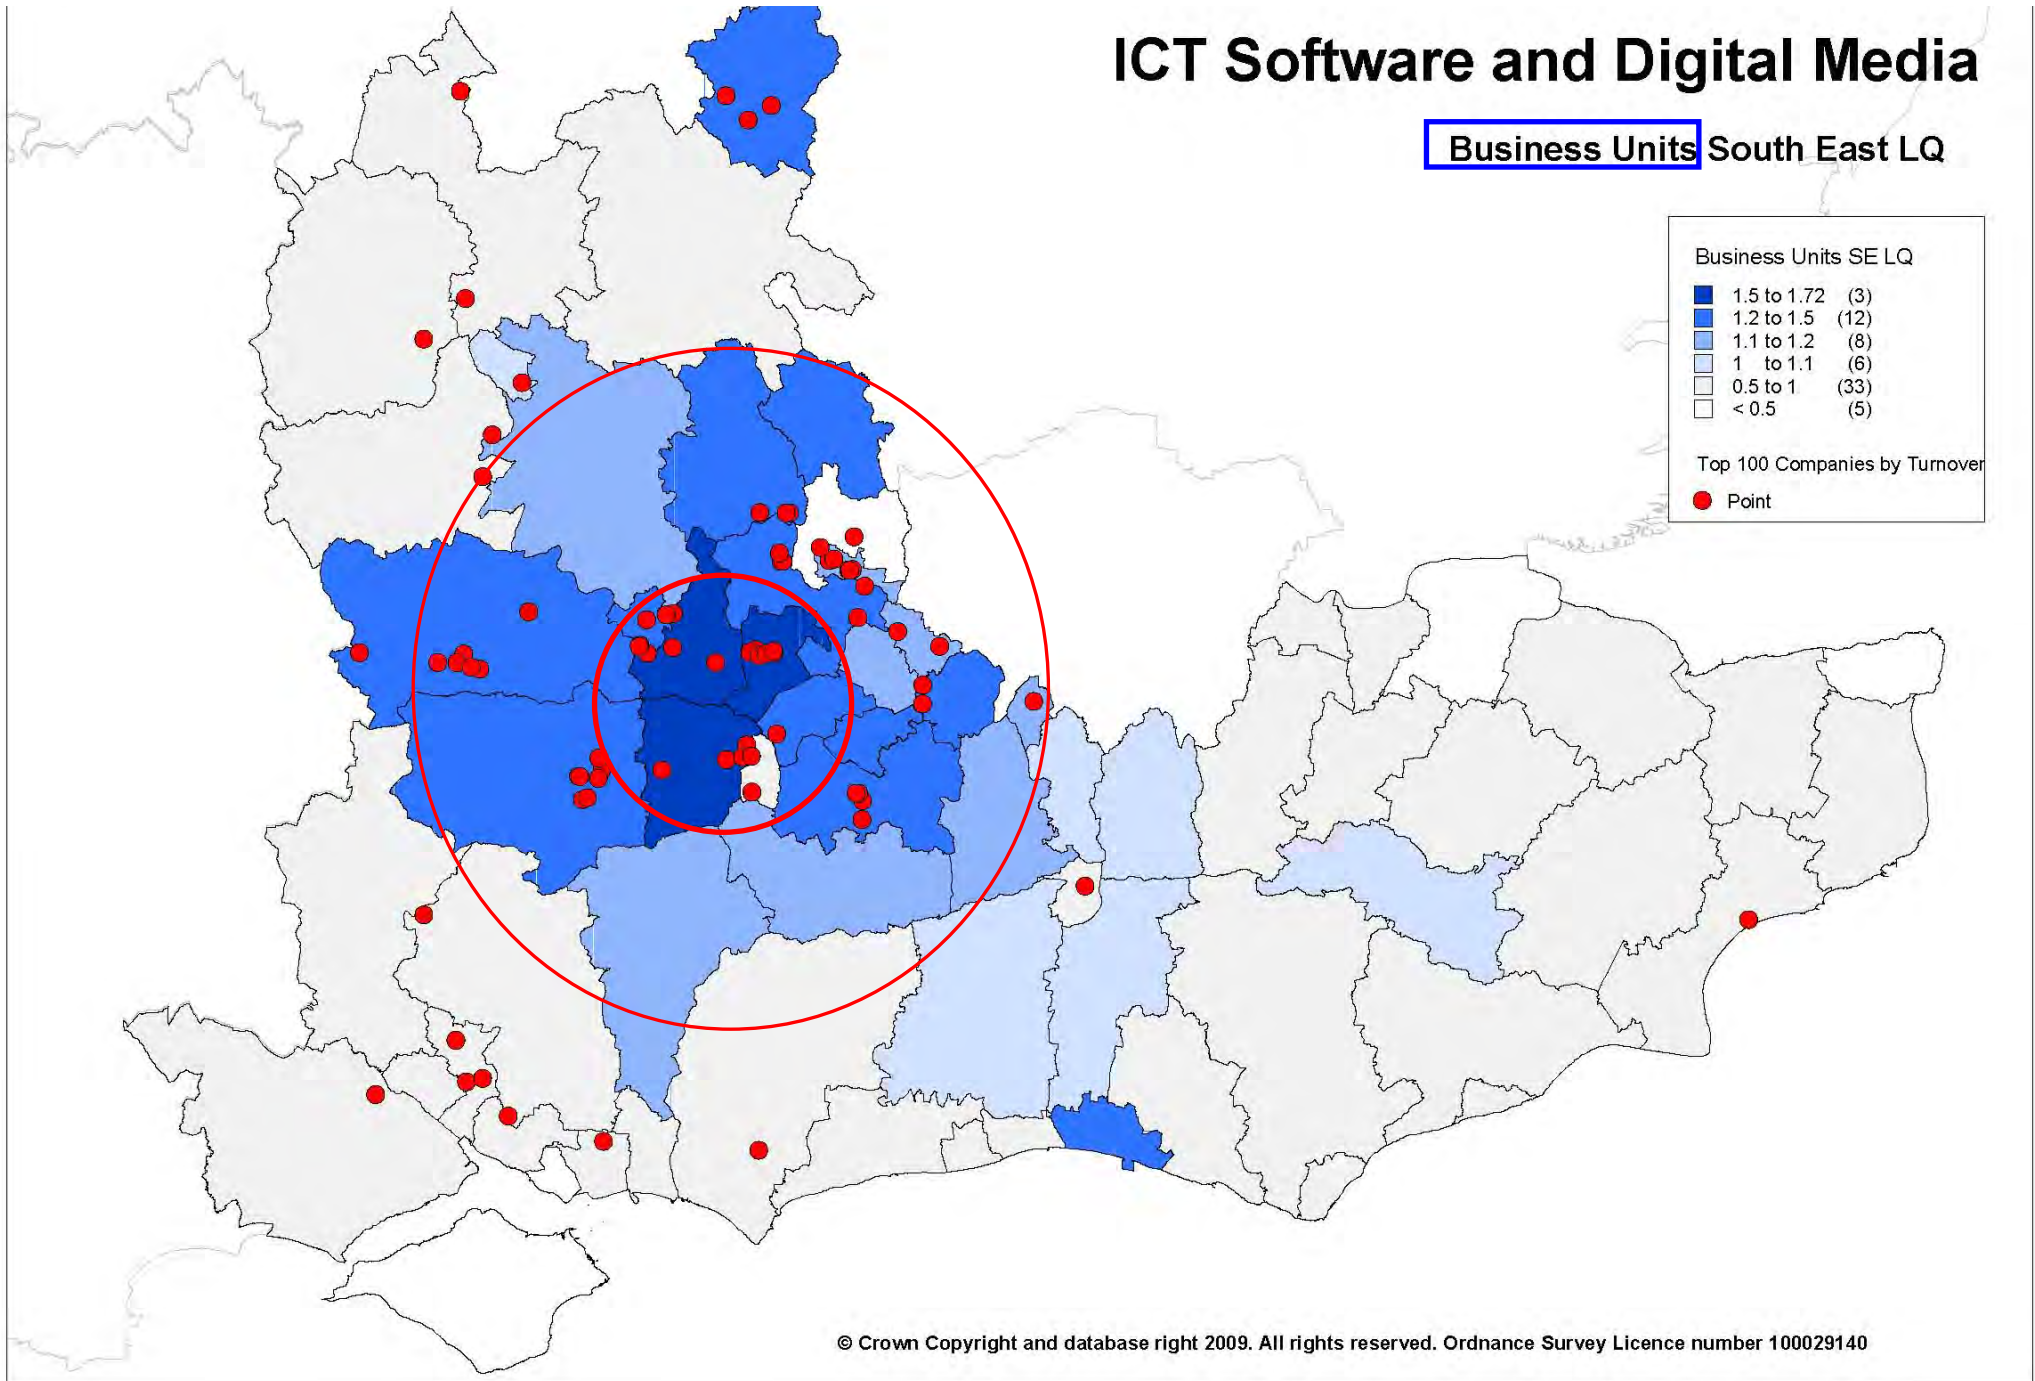 ICT Software and Digital Media
Business Units South East LQ
Business Units SE LQ
1.5 to 1.72 (3)
1.2 to 1.5 (12)
1.1 to 1.2 (8)
1 to 1.1 (6)
0.5 to 1 (33)
< 0.5 (5)
Top 100 Companies by Turnover
Point
© Crown Copyright and database right 2009. All rights reserved. Ordnance Survey Licence number 100029140